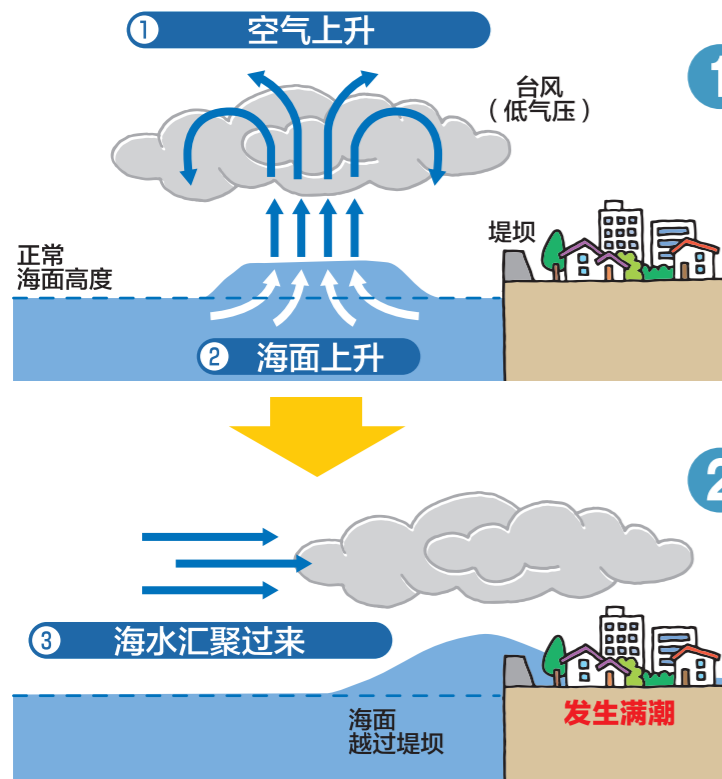 ① 空气上升
1
台风
（低气压）
堤坝
正常
海面高度
② 海面上升
2
③ 海水汇聚过来
发生满潮
海面
越过堤坝